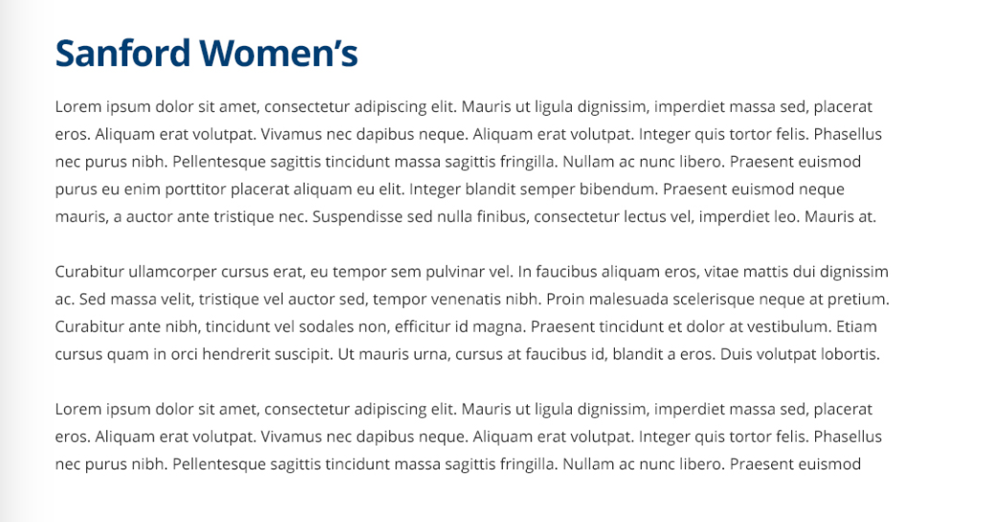 Sanford Women’s
Lorem ipsum dolor sit amet, consectetur adipiscing elit. Mauris ut ligula dignissim, imperdiet massa sed, placerat
eros. Aliquam erat volutpat. Vivamus nec dapibus neque. Aliquam erat volutpat. Integer quis tortor felis. Phasellus
nec purus nibh. Pellentesque sagittis tincidunt massa sagittis fringilla. Nullam ac nunc libero. Praesent euismod
purus eu enim porttitor placerat aliquam eu elit. Integer blandit semper bibendum. Praesent euismod neque
mauris, a auctor ante tristique nec. Suspendisse sed nulla finibus, consectetur lectus vel, imperdiet leo. Mauris at.
Curabitur ullamcorper cursus erat, eu tempor sem pulvinar vel. In faucibus aliquam eros, vitae mattis dui dignissim
ac. Sed massa velit, tristique vel auctor sed, tempor venenatis nibh. Proin malesuada scelerisque neque at pretium.
Curabitur ante nibh, tincidunt vel sodales non, efficitur id magna. Praesent tincidunt et dolor at vestibulum. Etiam
cursus quam in orci hendrerit suscipit. Ut mauris urna, cursus at faucibus id, blandit a eros. Duis volutpat lobortis.
Lorem ipsum dolor sit amet, consectetur adipiscing elit. Mauris ut ligula dignissim, imperdiet massa sed, placerat
eros. Aliquam erat volutpat. Vivamus nec dapibus neque. Aliquam erat volutpat. Integer quis tortor felis. Phasellus
nec purus nibh. Pellentesque sagittis tincidunt massa sagittis fringilla. Nullam ac nunc libero. Praesent euismod